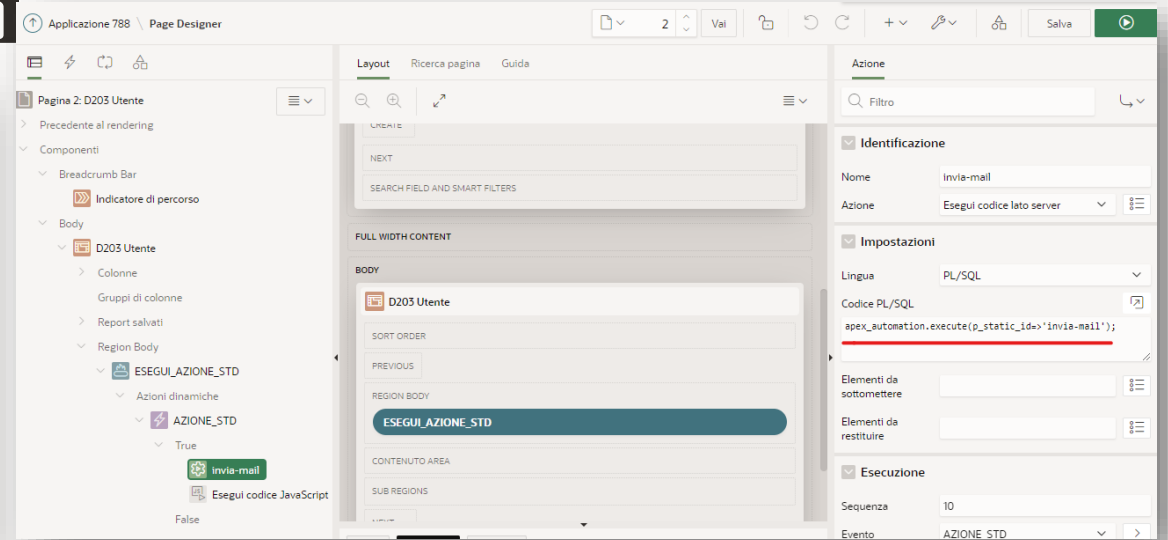 Applicazione 788 \ Page Designer
2
Vai
Salva
Pagina 2: D203 Utente
Precedente al rendering
Componenti
Breadcrumb Bar
Indicatore di percorso
Body
D203 Utente
Colonne
Gruppi di colonne
Report salvati
Region Body
ESEGUI_AZIONE_STD
Azioni dinamiche
AZIONE_STD
True
invia-mail
Esegui codice JavaScript
False
Layout
Ricerca pagina
Guida
CREATE
NEXT
SEARCH FIELD AND SMART FILTERS
FULL WIDTH CONTENT
BODY
D203 Utente
SORT ORDER
PREVIOUS
REGION BODY
ESEGUI_AZIONE_STD
CONTENUTO AREA
SUB REGIONS
NEXT
Azione
Filtro
Identificazione
Nome invia-mail
Azione Esegui codice lato server
Impostazioni
Lingua PL/SQL
Codice PL/SQL
apex_automation.execute(p_static_id=>'invia-mail');
Elementi da
sottomettere
Elementi da
restituire
Esecuzione
Sequenza 10
Evento AZIONE_STD